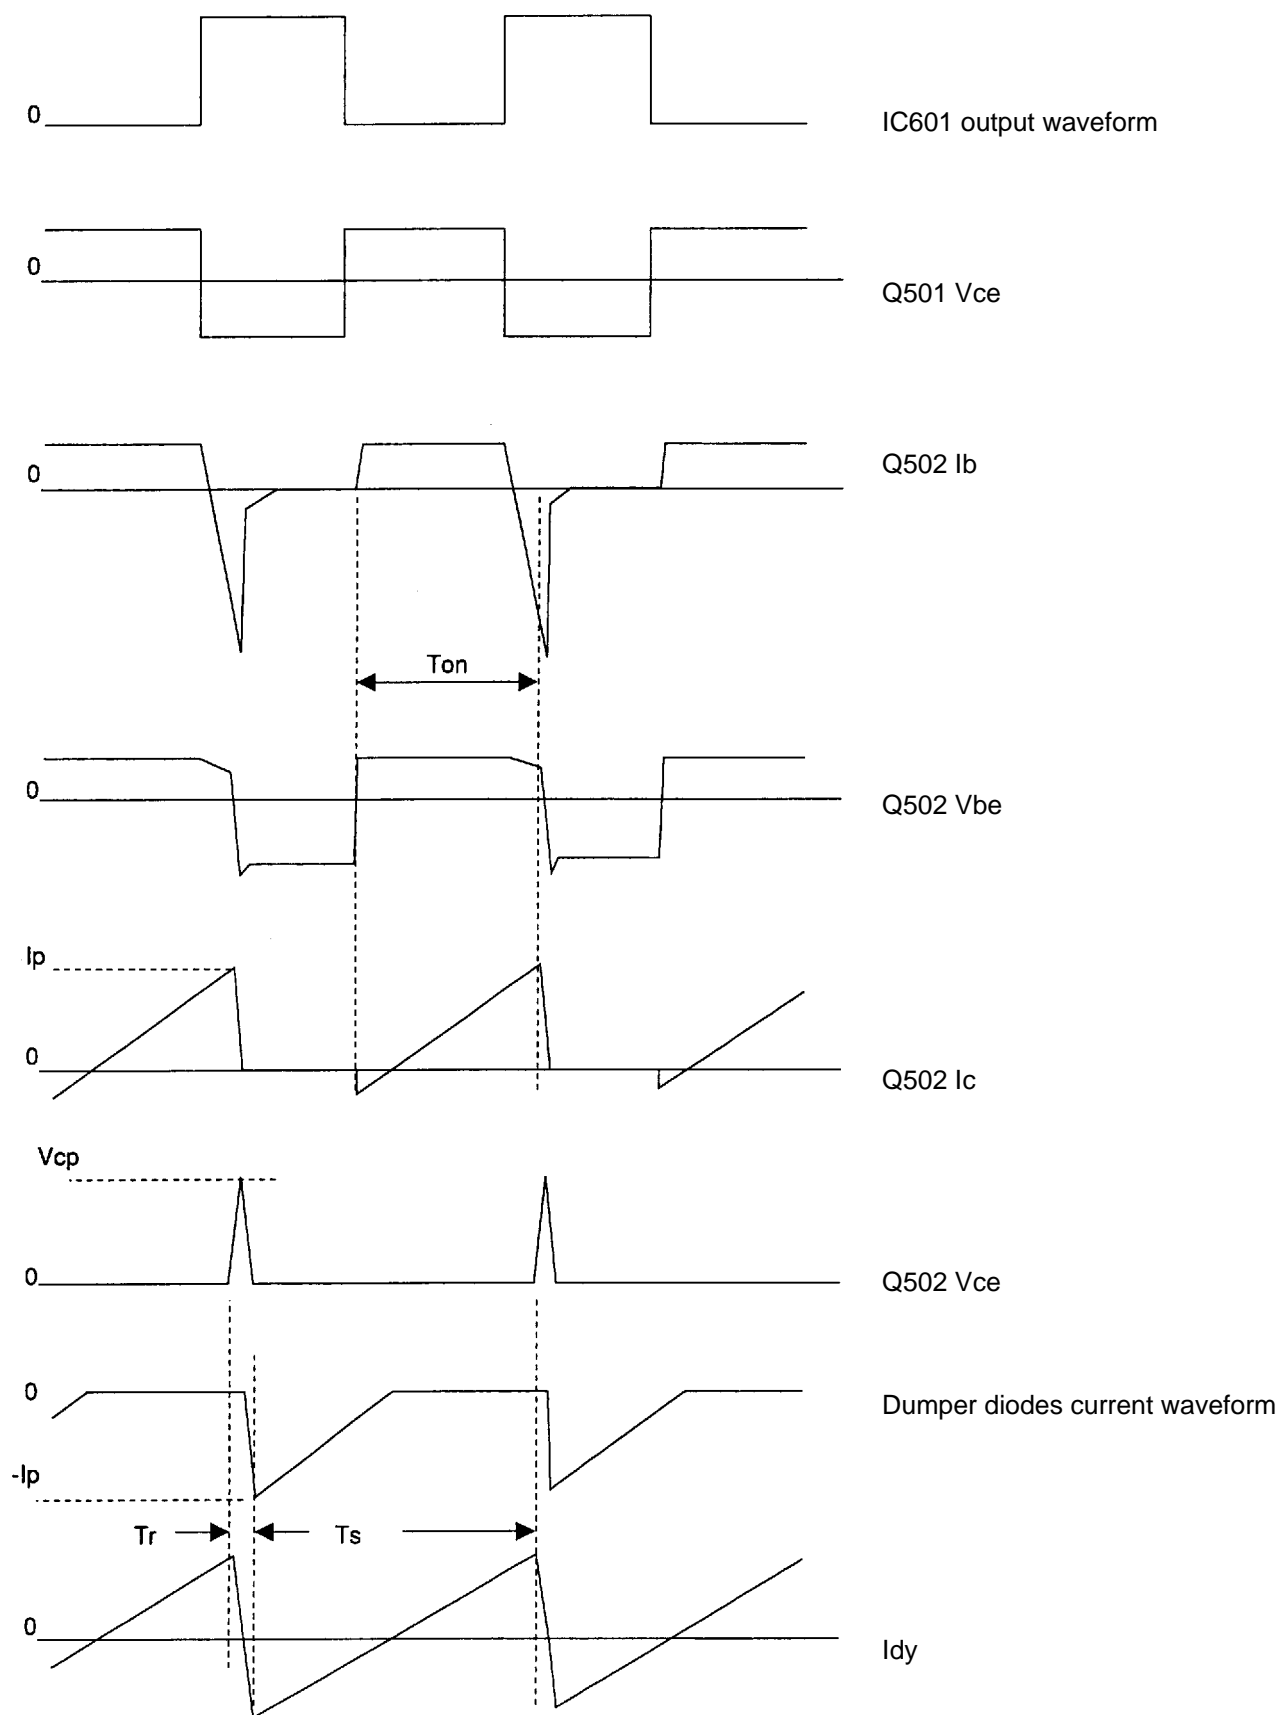 0
IC601 output waveform
0
Q501 Vce
0
Q502 Ib
Ton
0
Q502 Vbe
Ip
0
Q502 Ic
Vcp
0
Q502 Vce
0
Dumper diodes current waveform
-Ip
Tr Ts
0
Idy